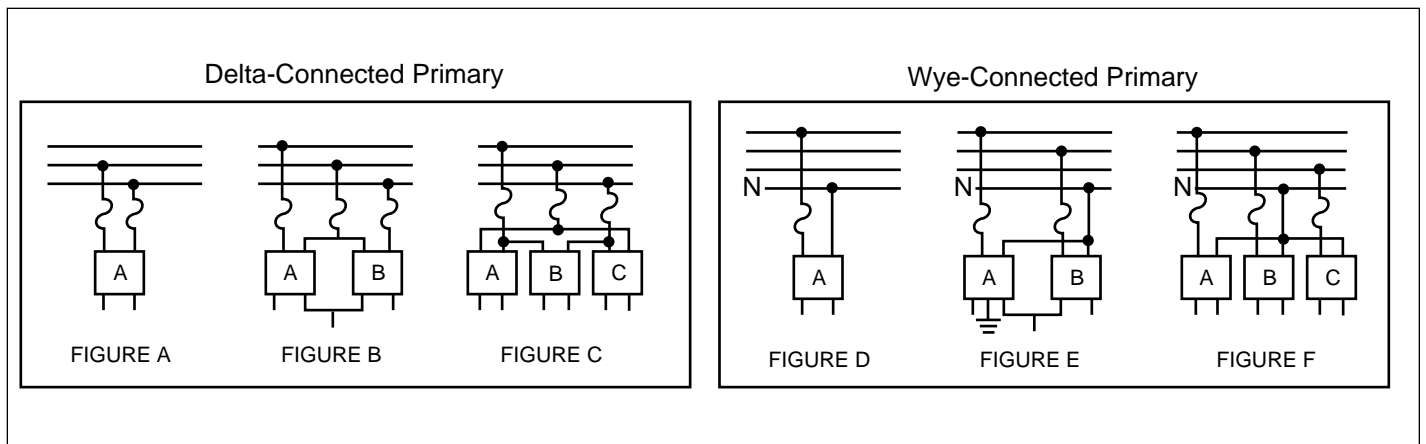 Delta-Connected Primary
Wye-Connected Primary
A
FIGURE A
A B
FIGURE B
A B C
FIGURE C
N
A
FIGURE D
N
A B
FIGURE E
N
A B C
FIGURE F